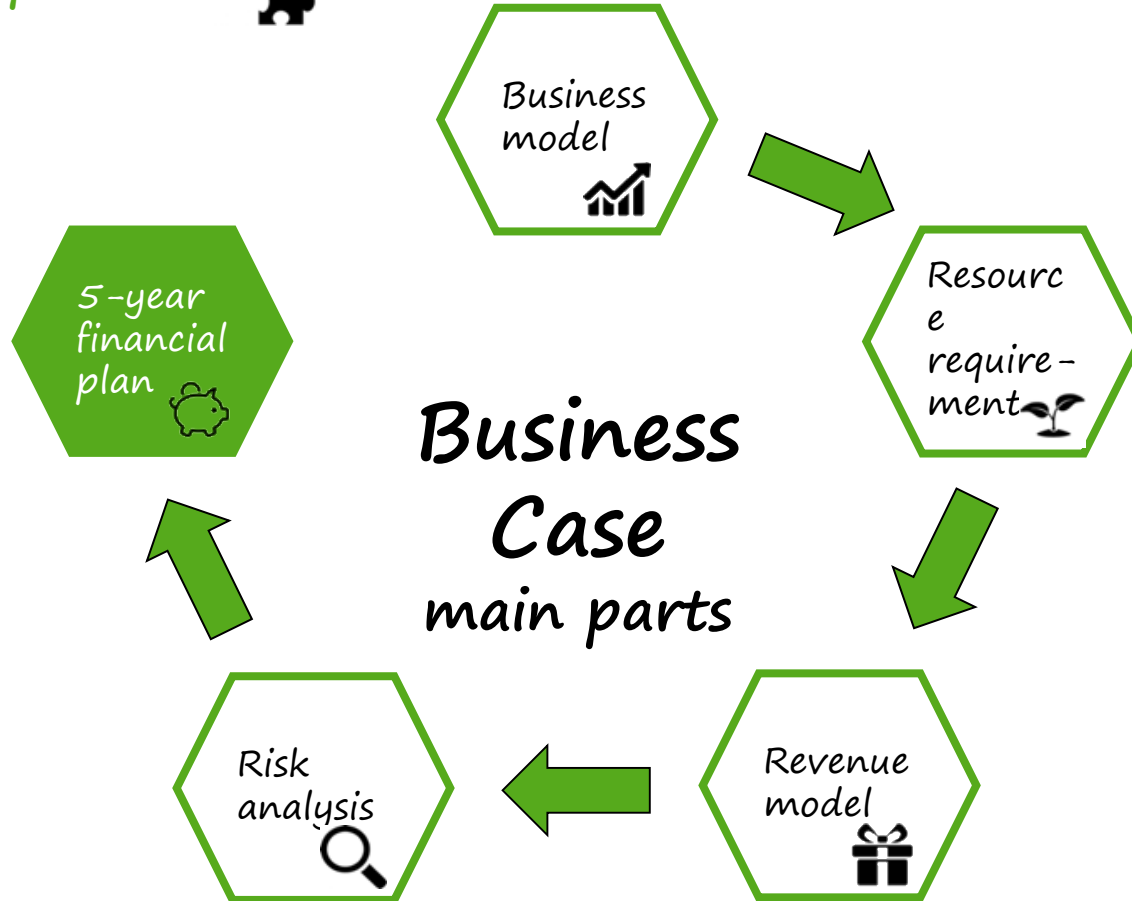 Business
model
5-year
financial
plan
Resourc
e
require-
ment
Business
Case
main parts
Risk
analysis
Revenue
model